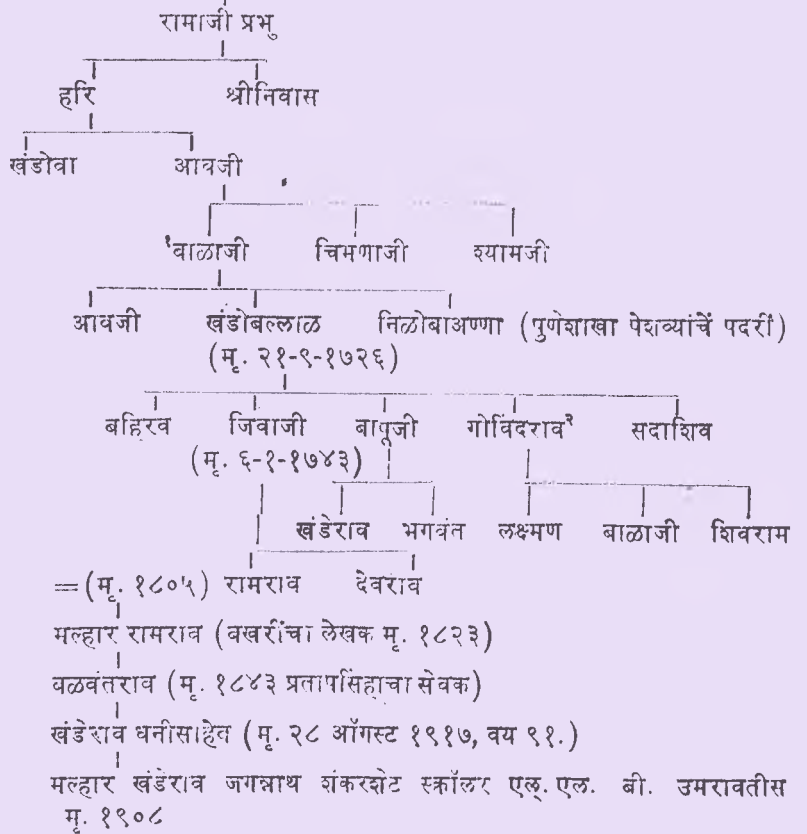 रामाजी प्रभु
हरि श्रीनिवास
खंडोबा आवजी
१बाळाजी चिमणाजी श्यामजी
आवजी खंडोबल्लाळ निळोबाअण्णा (पुणेशाखा पेशव्यांचें पदरीं)
(मृ. २१-९-१७२६)
बहिरव जिवाजी बापूजी गोविंदराव२ सदाशिव
(मृ. ६-१-१७४३)
खंडेराव भगवंत लक्ष्मण बाळाजी शिवराम
=(मृ. १८०५) रामराव देवराव
मल्हार रामराव (बखरींचा लेखक मृ. १८२३)
बळवंतराव (मृ. १८४३ प्रतापसिंहाचा सेवक)
खंडेराव धनीसाहेब (मृ. २८ ऑगस्ट १९१७, वय ९१.)
मल्हार खंडेराव जगन्नाथ शंकरशेट स्कॉलर एल्. एल. बी. उमरावतीस
मृ. १९०८